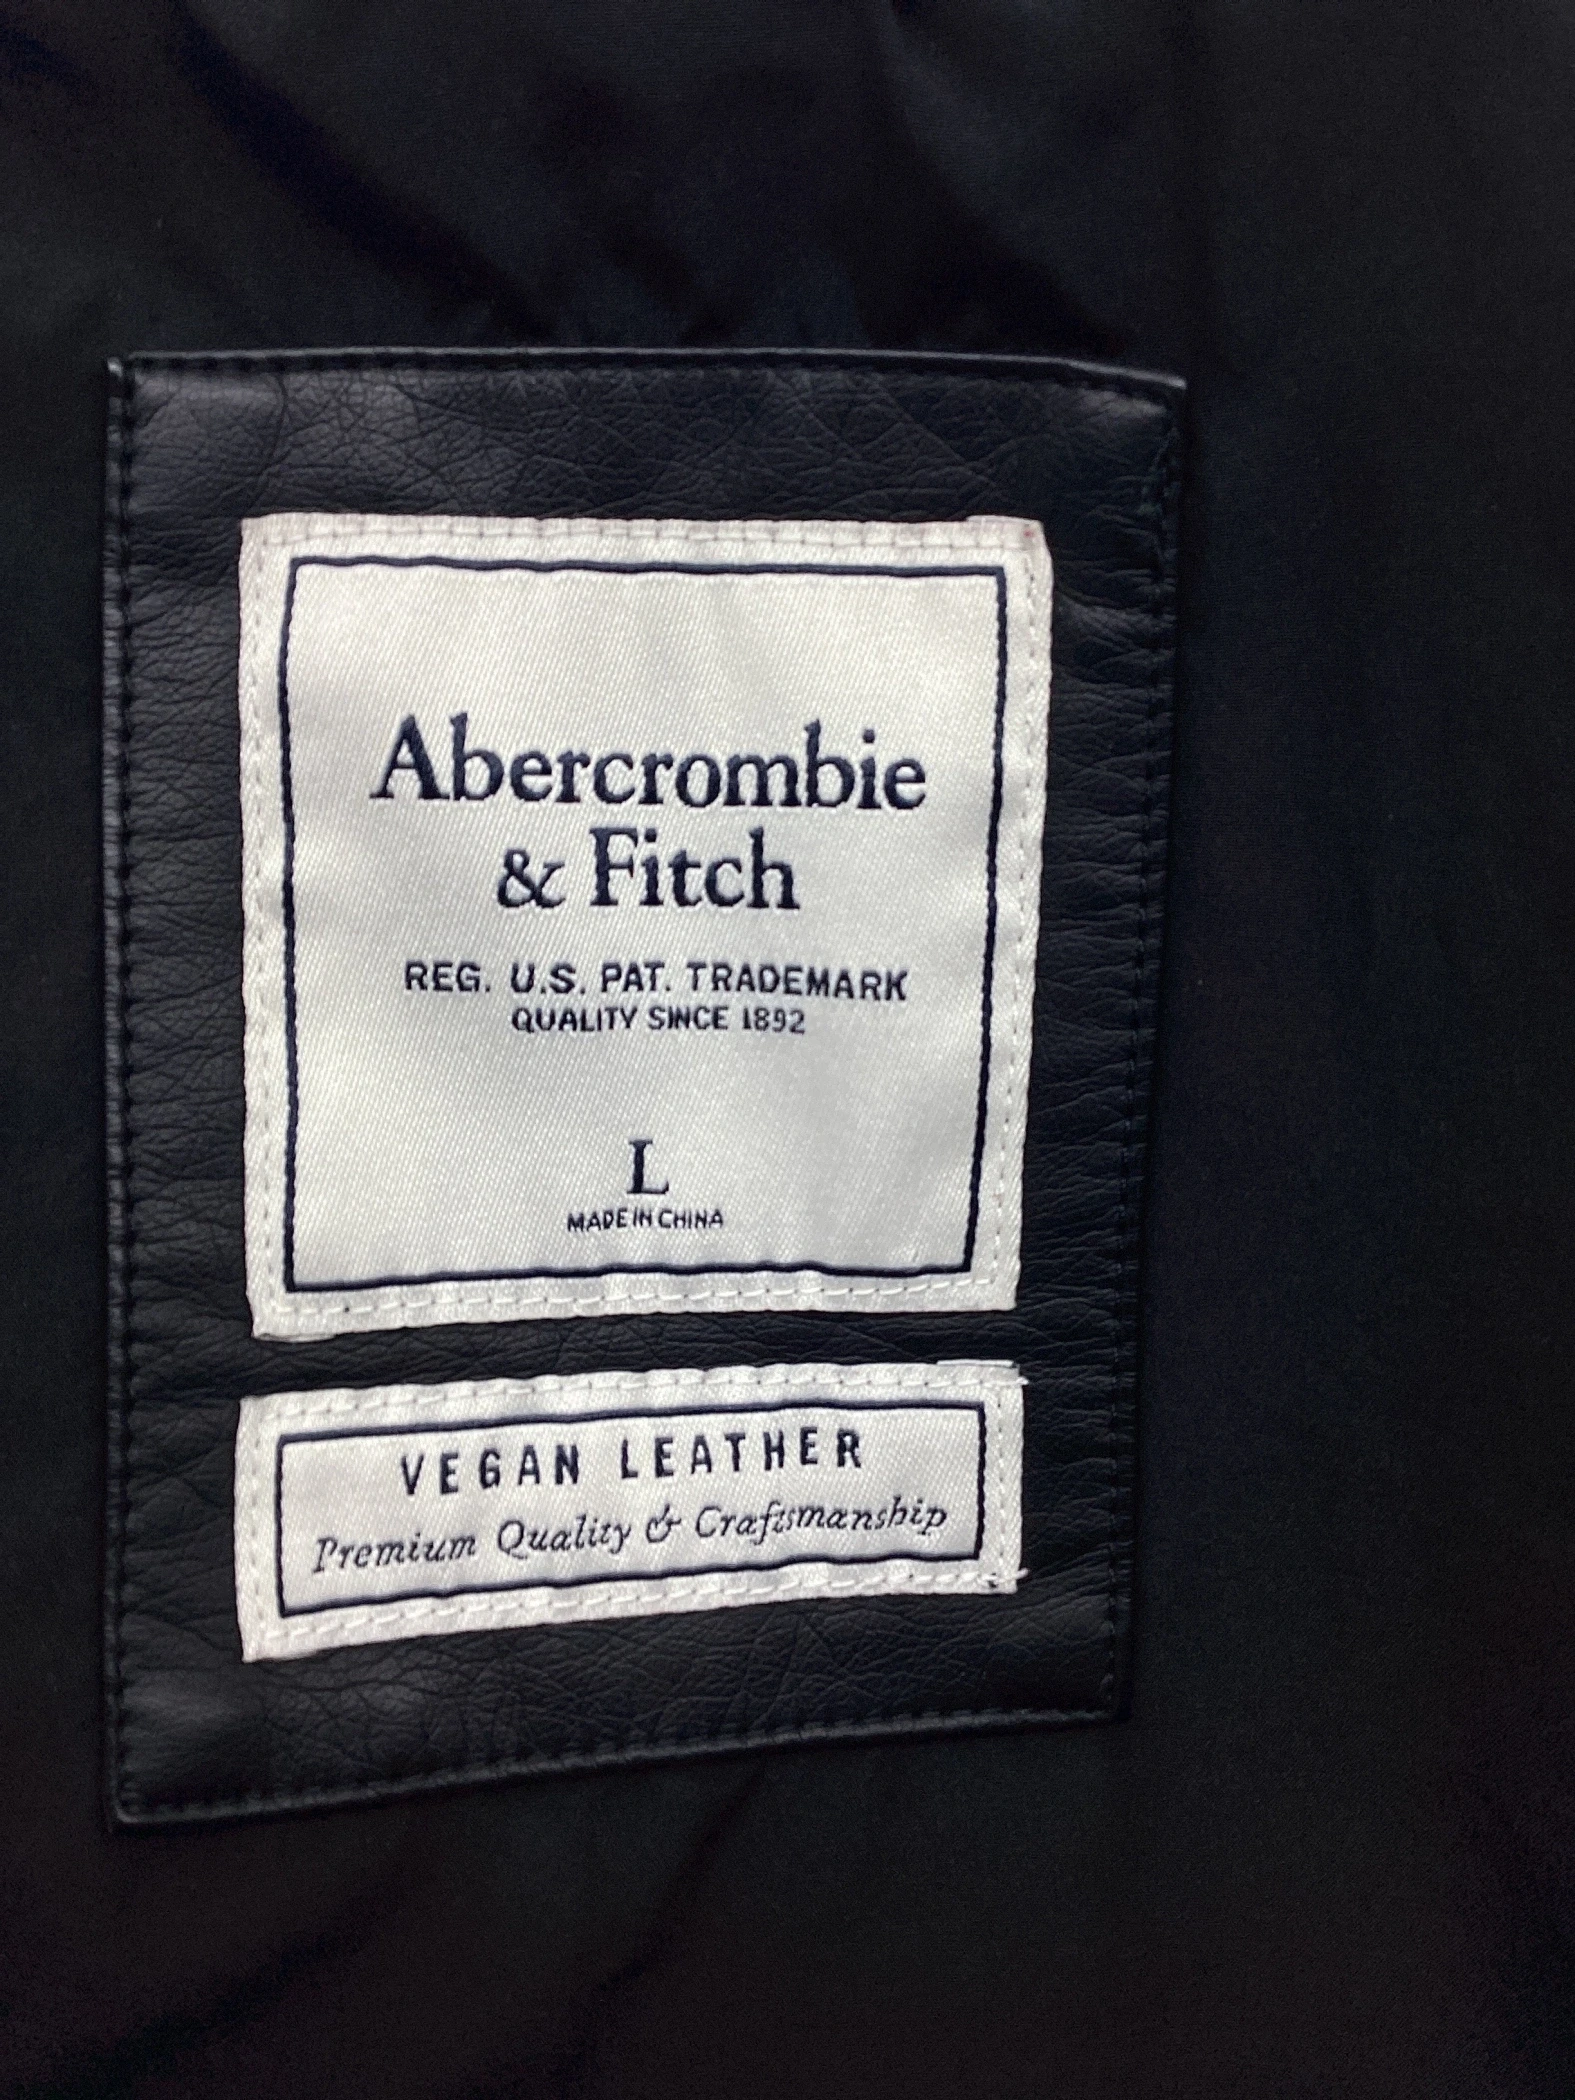 Abercrombie
& Fitch
REG. U.S. PAT. TRADEMARK
QUALITY SINCE 1892
L
MADE IN CHINA
VEGAN LEATHER
Premium Quality & Craftsmanship